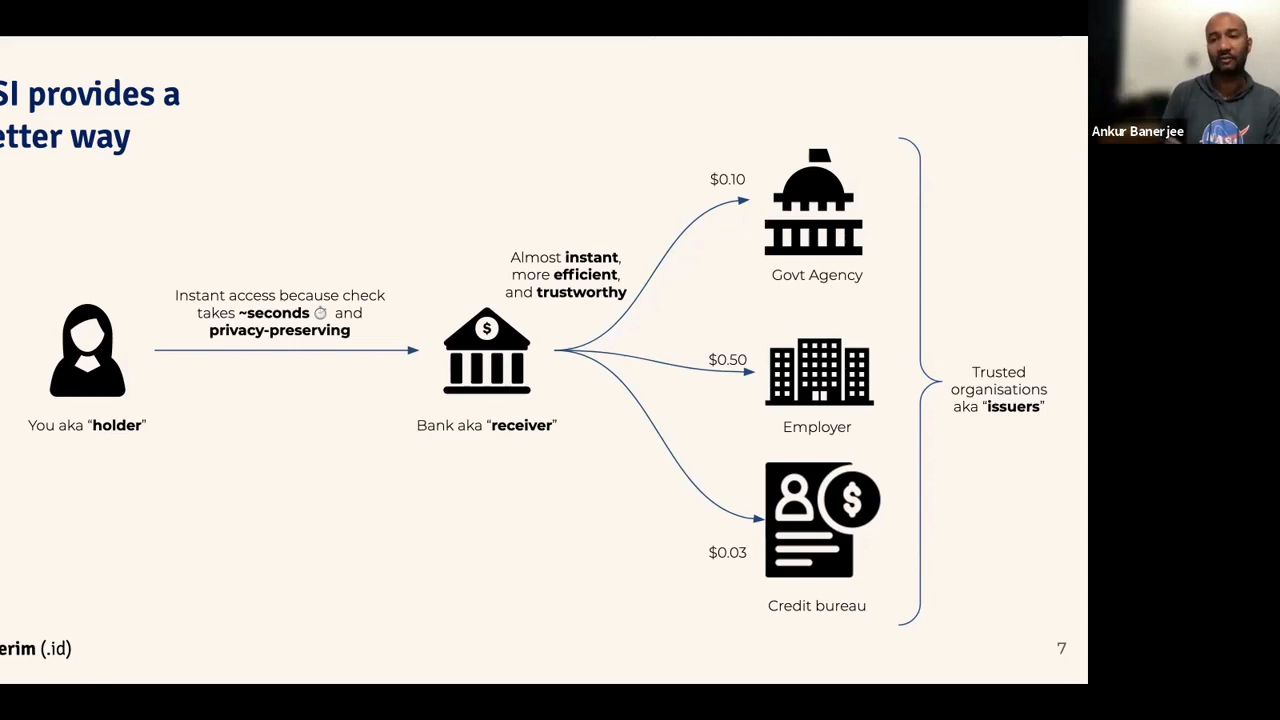 SI provides a
etter way
Ankur Banerjee
$0.10
Govt Agency
Almost instant,
more efficient,
and trustworthy
Instant access because check
takes ~seconds ⏱ and
privacy-preserving
$
$0.50
Employer
Trusted
organisations
aka “issuers”
You aka “holder”
Bank aka “receiver”
$
$0.03
Credit bureau
erim (.id)
7
NASA